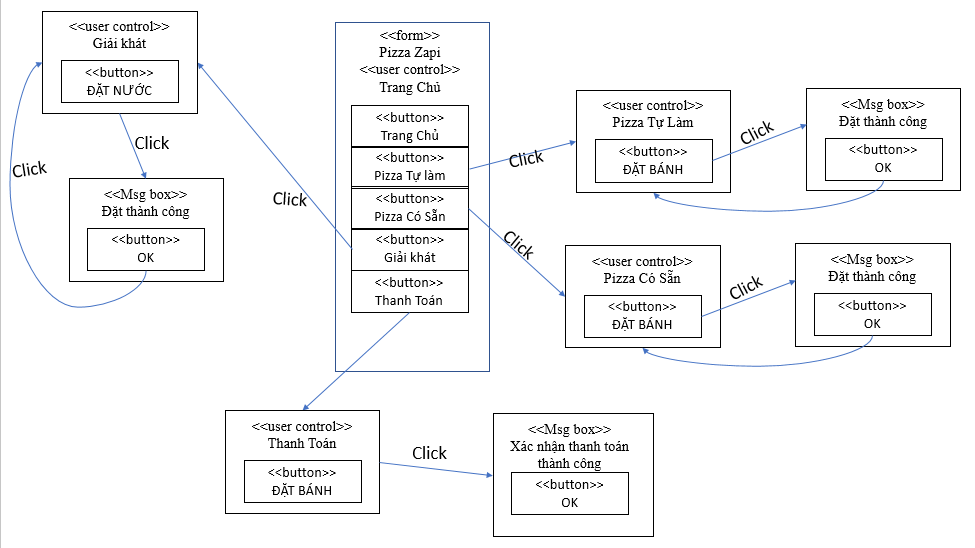 <<user control>>
Giải khát
<<button>>
ĐẶT NƯỚC
Click
Click
<<Msg box>>
Đặt thành công
<<button>>
OK
<<form>>
Pizza Zapi
<<user control>>
Trang Chủ
<<button>>
Trang Chủ
<<button>>
Pizza Tự làm
<<button>>
Pizza Có Sẵn
<<button>>
Giải khát
<<button>>
Thanh Toán
Click
Click
Click
<<user control>>
Pizza Tự Làm
<<button>>
ĐẶT BÁNH
Click
<<Msg box>>
Đặt thành công
<<button>>
OK
<<user control>>
Pizza Có Sẵn
<<button>>
ĐẶT BÁNH
Click
<<Msg box>>
Đặt thành công
<<button>>
OK
<<user control>>
Thanh Toán
<<button>>
ĐẶT BÁNH
Click
<<Msg box>>
Xác nhận thanh toán
thành công
<<button>>
OK